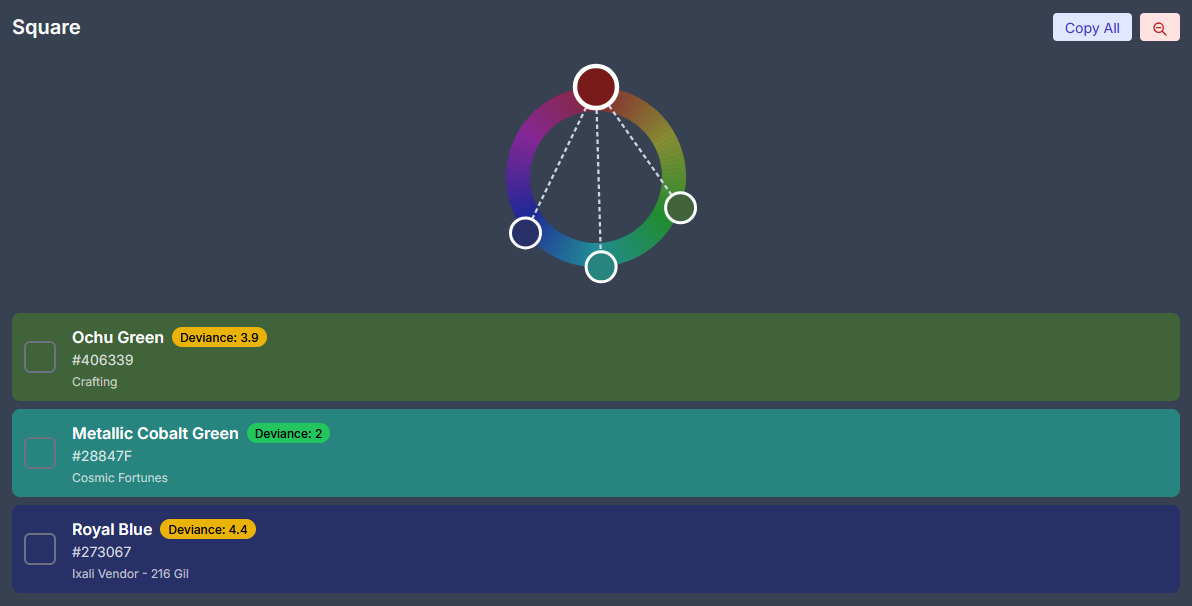 Square
Copy All
Ochu Green Deviance: 3.9
#406339
Crafting
Metallic Cobalt Green Deviance: 2
#28847F
Cosmic Fortunes
Royal Blue Deviance: 4.4
#273067
Ixali Vendor - 216 Gil